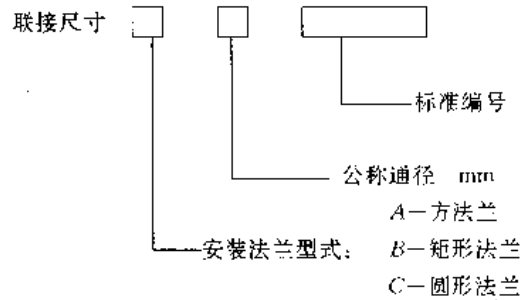 联接尺寸
标准编号
公称通径 mm
A—方法兰
安装法兰型式: B—矩形法兰
C—圆形法兰